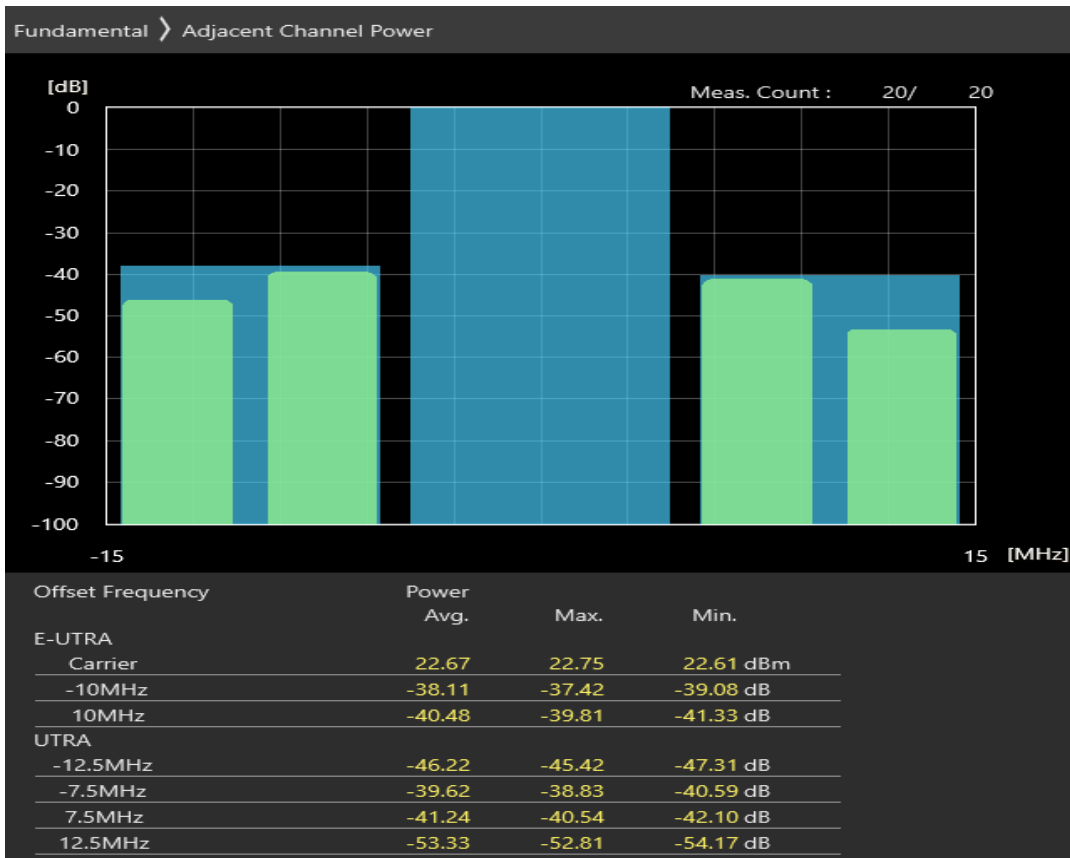 Fundamental 〉 Adjacent Channel Power
[dB]
Meas. Count : 20/ 20
0
-10
-20
-30
-40
-50
-60
-70
-80
-90
-100
-15 15 [MHz]
Offset Frequency Power
Avg. Max. Min.
E-UTRA
Carrier 22.67 22.75 22.61 dBm
-10MHz -38.11 -37.42 -39.08 dB
10MHz -40.48 -39.81 -41.33 dB
UTRA
-12.5MHz -46.22 -45.42 -47.31 dB
-7.5MHz -39.62 -38.83 -40.59 dB
7.5MHz -41.24 -40.54 -42.10 dB
12.5MHz -53.33 -52.81 -54.17 dB